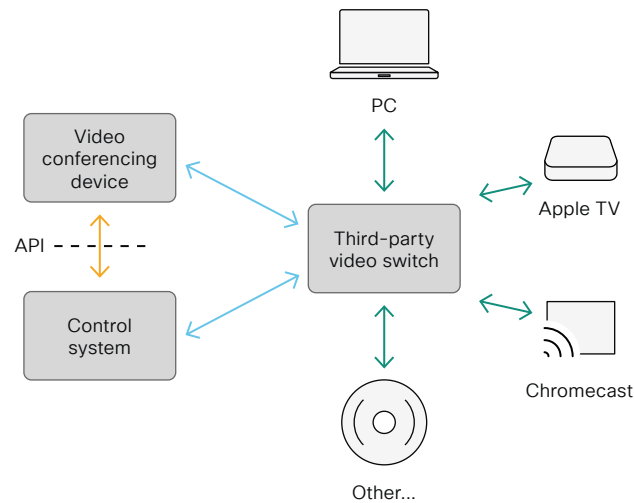 PC
Video
conferencing
device
Apple TV
API
Third-party
video switch
Control
system
Chromecast
Other...